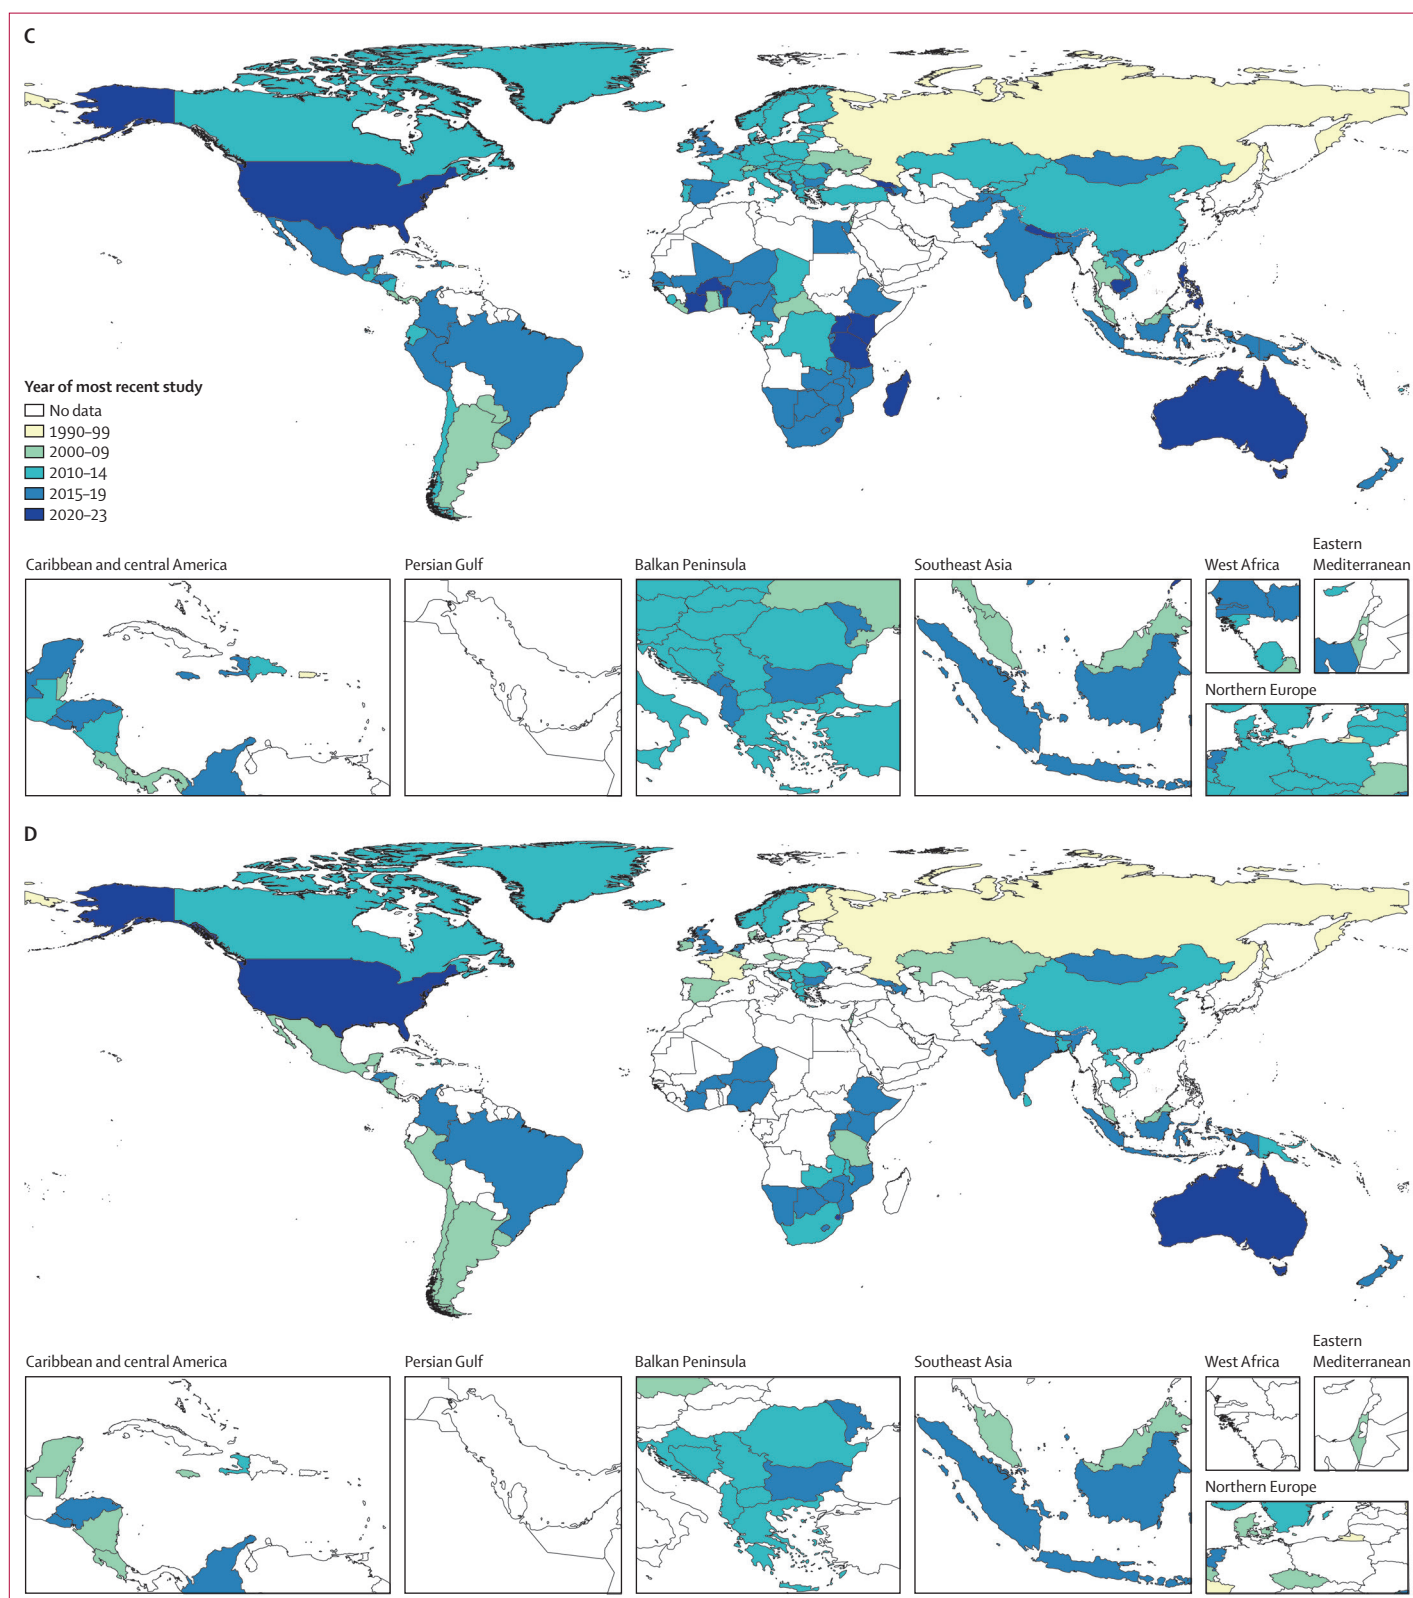 C
Year of most recent study
No data
1990–99
2000–09
2010–14
2015–19
2020–23
Caribbean and central America
Persian Gulf
Balkan Peninsula
Southeast Asia
West Africa
Eastern
Mediterranean
Northern Europe
D
Caribbean and central America
Persian Gulf
Balkan Peninsula
Southeast Asia
West Africa
Eastern
Mediterranean
Northern Europe